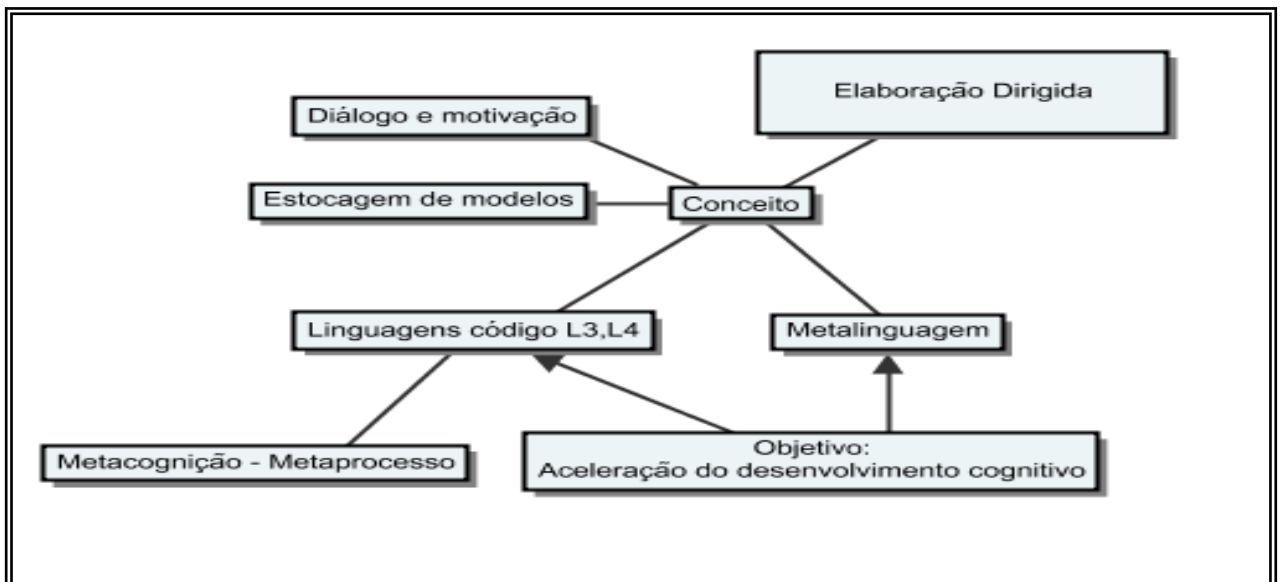 Elaboração Dirigida
Diálogo e motivação
Estocagem de modelos
Conceito
Linguagens código L3,L4
Metalinguagem
Metacognição - Metaprocesso
Objetivo:
Aceleração do desenvolvimento cognitivo